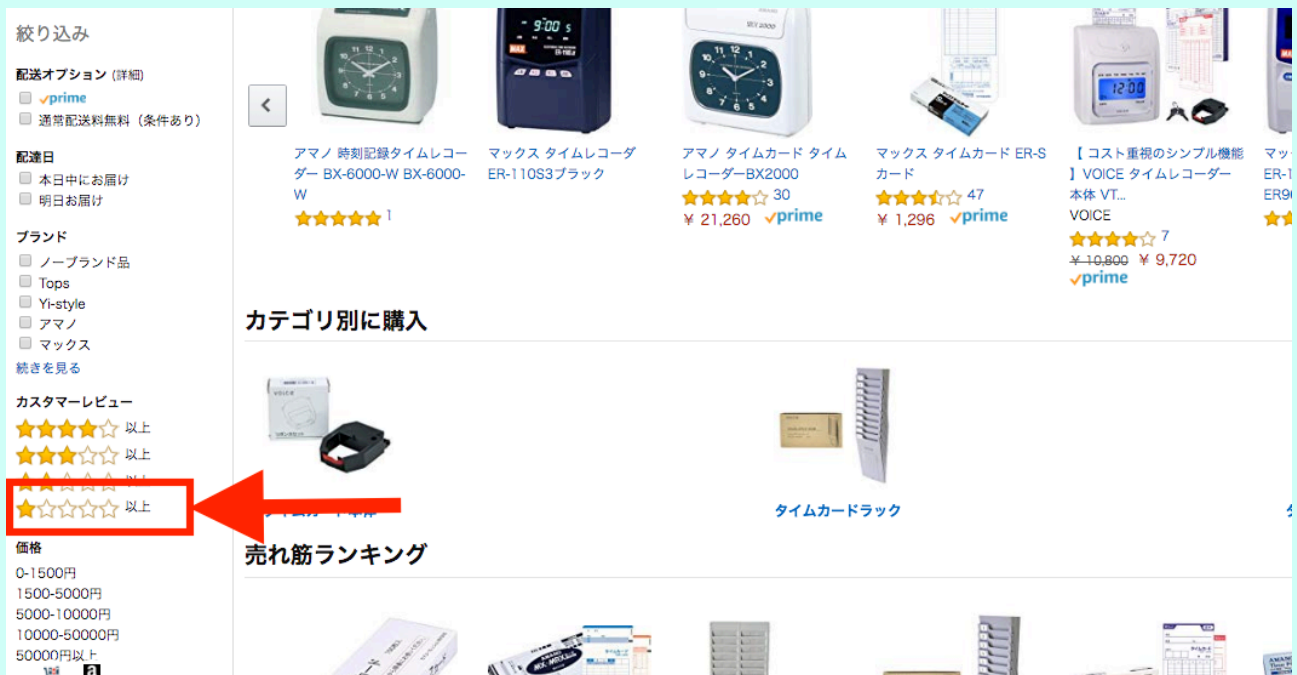 絞り込み
配送オプション (詳細)
prime
通常配送料無料（条件あり）
配達日
本日中にお届け
明日お届け
ブランド
ノーブランド品
Tops
Yi-style
アマノ
マックス
続きを見る
カスタマーレビュー
以上
以上
以上
以上
価格
0-1500円
1500-5000円
5000-10000円
10000-50000円
50000円以上
アマノ 時刻記録タイムレコー
ダー BX-6000-W BX-6000-
W
1
マックス タイムレコーダ
ER-110S3ブラック
アマノ タイムカード タイム
レコーダーBX2000
30
¥ 21,260 prime
マックス タイムカード ER-S
カード
47
¥ 1,296 prime
【 コスト重視のシンプル機能
】VOICE タイムレコーダー
本体 VT...
VOICE
7
¥ 10,800 ¥ 9,720
prime
マッ
ER-1
ER9
カテゴリ別に購入
タイムカードラック
売れ筋ランキング